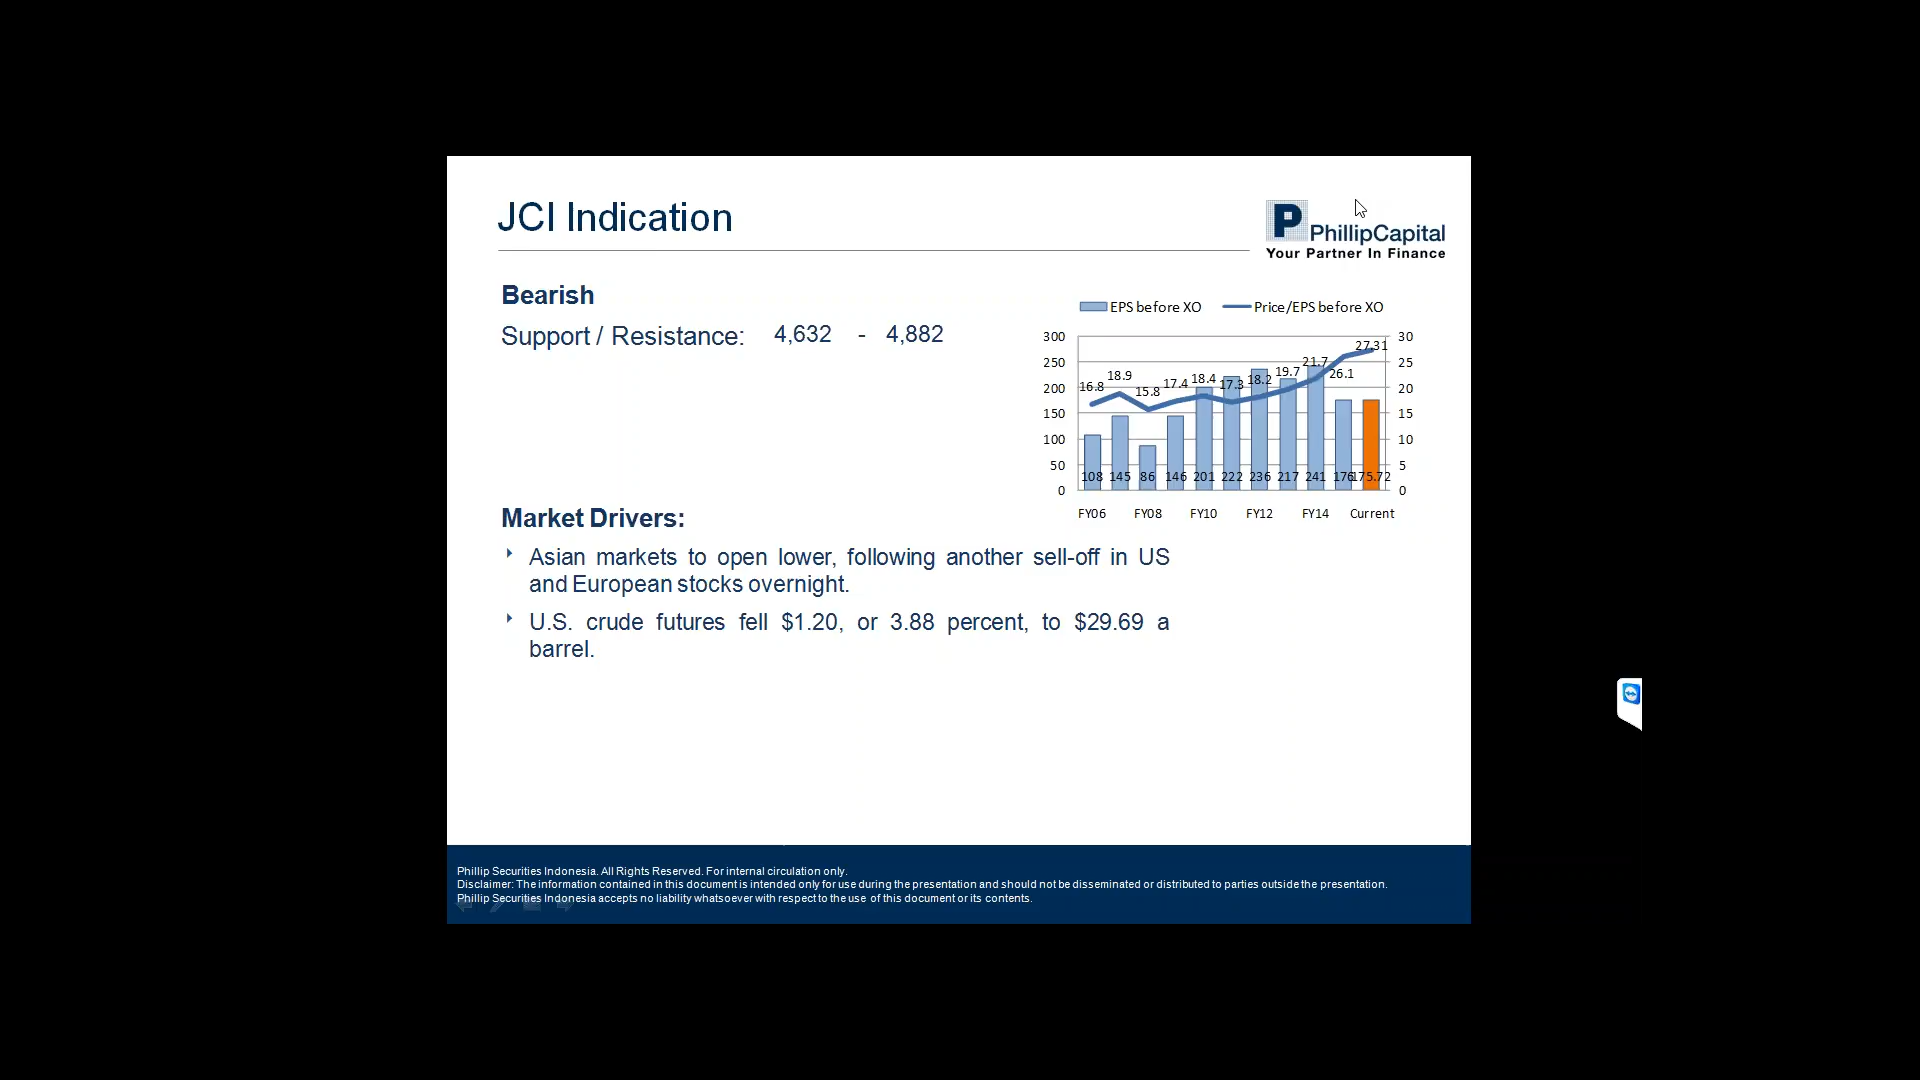 JCI Indication
P
PhillipCapital
Your Partner In Finance
Bearish
Support / Resistance: 4,632 - 4,882
EPS before XO Price/EPS before XO
300
250
200
150
100
50
0
30
25
20
15
10
5
0
16.8 18.9 15.8 17.4 18.4 17.3 18.2 19.7 21.7 26.1 27.31
108 145 86 146 201 222 236 217 241 176 175.72
FY06 FY08 FY10 FY12 FY14 Current
Market Drivers:
Asian markets to open lower, following another sell-off in US
and European stocks overnight.
U.S. crude futures fell $1.20, or 3.88 percent, to $29.69 a
barrel.
Phillip Securities Indonesia. All Rights Reserved. For internal circulation only.
Disclaimer: The information contained in this document is intended only for use during the presentation and should not be disseminated or distributed to parties outside the presentation.
Phillip Securities Indonesia accepts no liability whatsoever with respect to the use of this document or its contents.